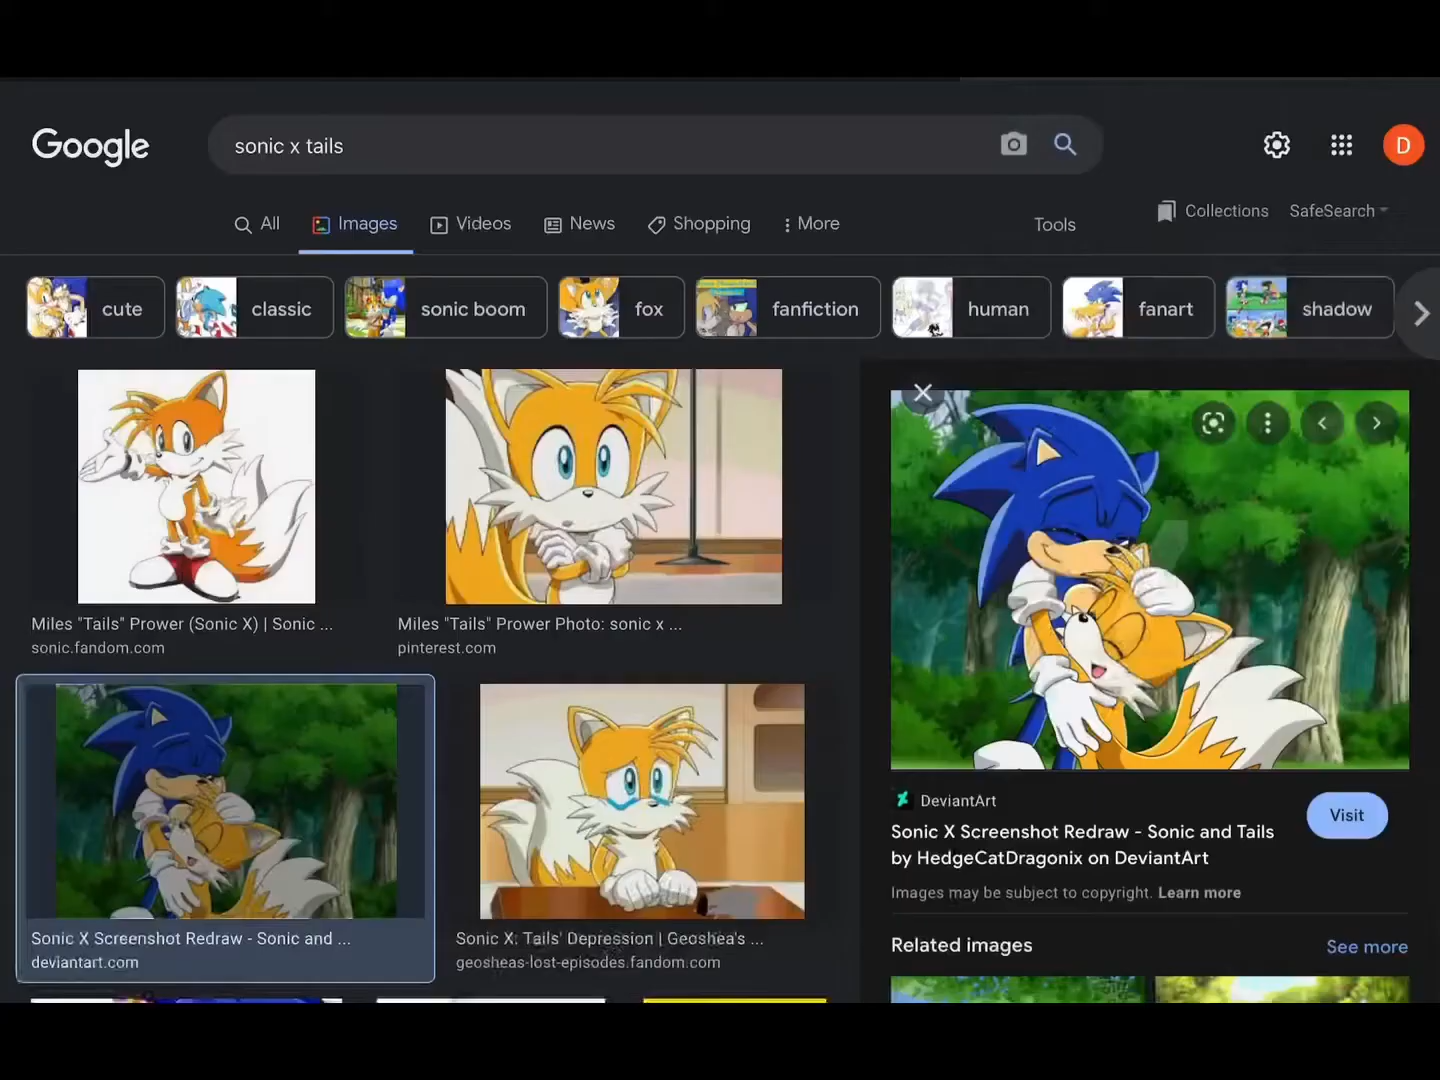 Google
sonic x tails
D
All
Images
Videos
News
Shopping
More
Tools
Collections
SafeSearch
cute
classic
sonic boom
fox
fanfiction
human
fanart
shadow
Miles "Tails" Prower (Sonic X) | Sonic ...
sonic.fandom.com
Miles "Tails" Prower Photo: sonic x ...
pinterest.com
Sonic X Screenshot Redraw - Sonic and ...
deviantart.com
Sonic X: Tails' Depression | Geoshea's ...
geosheas-lost-episodes.fandom.com
DeviantArt
Visit
Sonic X Screenshot Redraw - Sonic and Tails
by HedgeCatDragonix on DeviantArt
Images may be subject to copyright. Learn more
Related images
See more